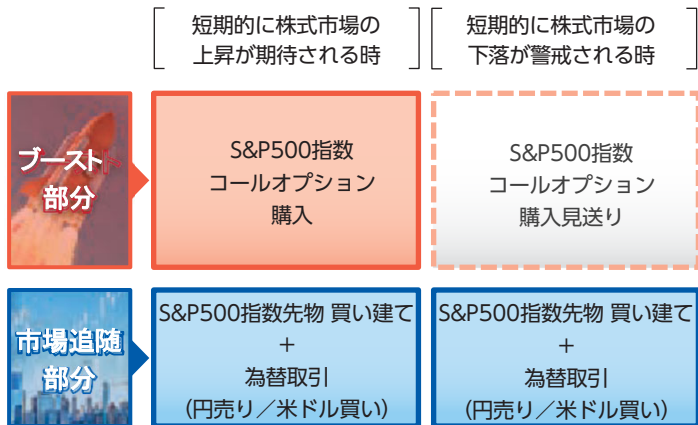 短期的に株式市場の
上昇が期待される時
短期的に株式市場の
下落が警戒される時
ブースト
部分
S&P500指数
コールオプション
購入
S&P500指数
コールオプション
購入見送り
市場追随
部分
S&P500指数先物 買い建て
+
為替取引
(円売り/米ドル買い)
S&P500指数先物 買い建て
+
為替取引
(円売り/米ドル買い)